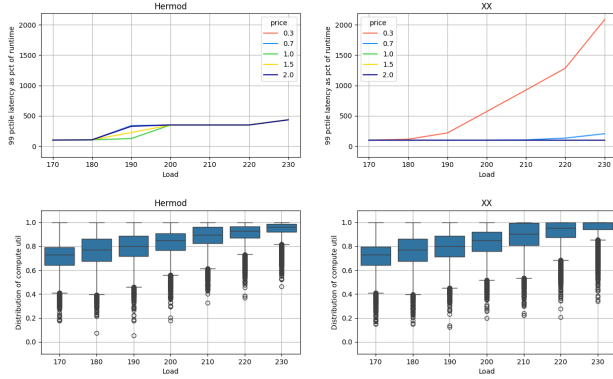 Hermod
99 pctile latency as pct of runtime
2000
1500
1000
500
0
price
0.3
0.7
1.0
1.5
2.0
170 180 190 200 210 220 230
Load
XX
99 pctile latency as pct of runtime
2000
1500
1000
500
0
price
0.3
0.7
1.0
1.5
2.0
170 180 190 200 210 220 230
Load
Hermod
Distribution of compute util
1.0
0.8
0.6
0.4
0.2
0.0
170 180 190 200 210 220 230
Load
XX
Distribution of compute util
1.0
0.8
0.6
0.4
0.2
0.0
170 180 190 200 210 220 230
Load